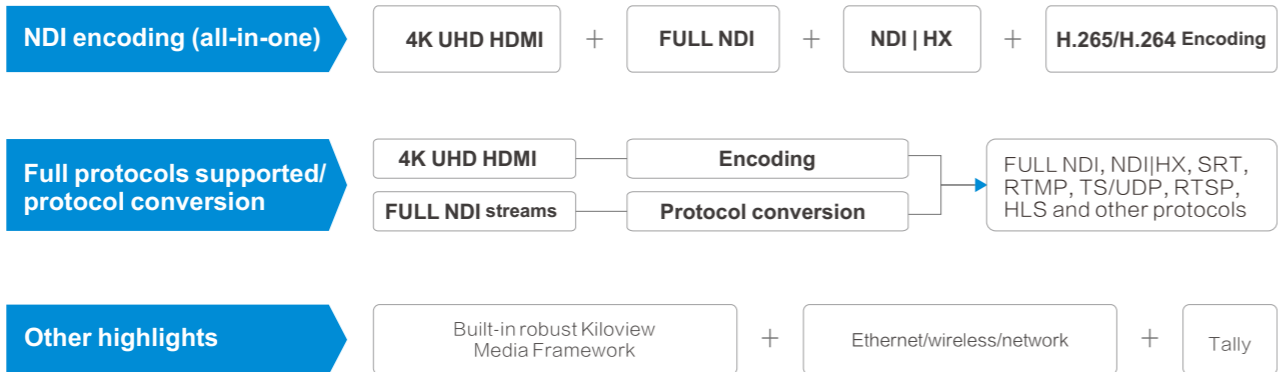 NDI encoding (all-in-one)
4K UHD HDMI + FULL NDI + NDI | HX + H.265/H.264 Encoding
Full protocols supported/
protocol conversion
4K UHD HDMI
Encoding
FULL NDI streams
Protocol conversion
FULL NDI, NDI|HX, SRT,
RTMP, TS/UDP, RTSP,
HLS and other protocols
Other highlights
Built-in robust Kiloview
Media Framework
+
Ethernet/wireless/network
+
Tally